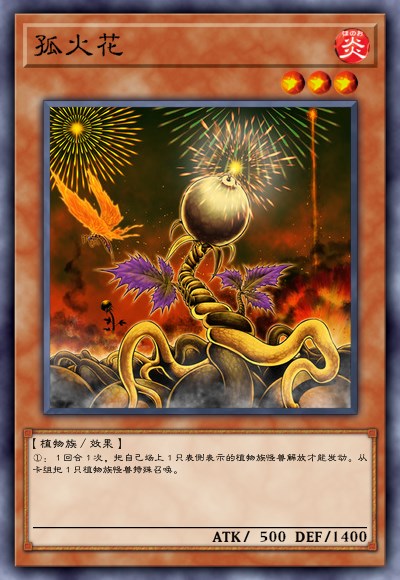 孤火花
ほのお
炎
【植物族／效果】
①：1回合1次，把自己场上1只表侧表示的植物族怪兽解放才能发动。从
卡组把1只植物族怪兽特殊召唤。
ATK/ 500 DEF/1400